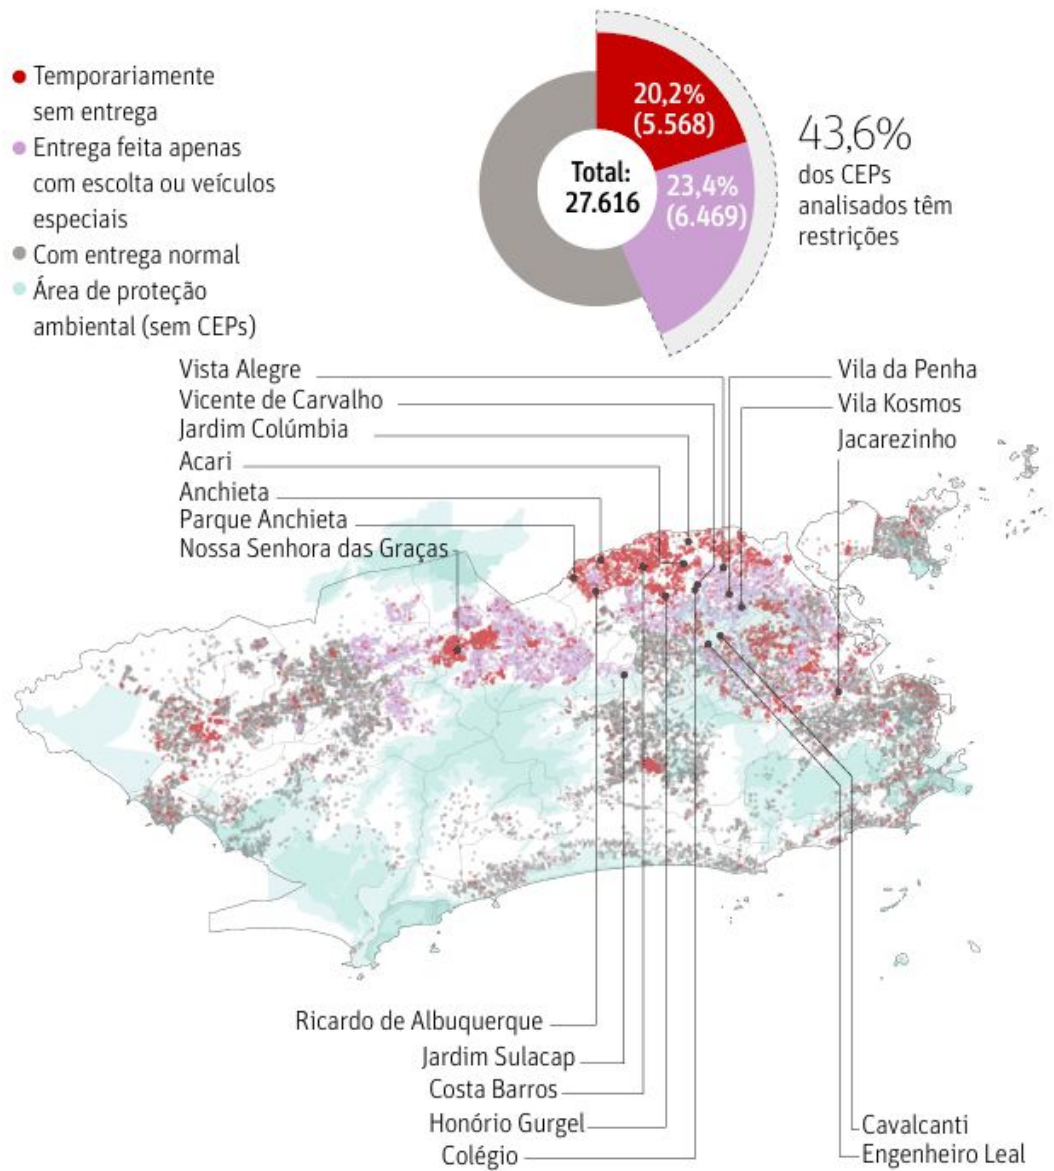 Temporariamente
sem entrega
Entrega feita apenas
com escolta ou veículos
especiais
Com entrega normal
Área de proteção
ambiental (sem CEPs)
20,2%
(5.568)
23,4%
(6.469)
Total:
27.616
43,6%
dos CEPs
analisados têm
restrições
Vista Alegre
Vicente de Carvalho
Jardim Colúmbia
Acari
Anchieta
Parque Anchieta
Nossa Senhora das Graças
Vila da Penha
Vila Kosmos
Jacarezinho
Ricardo de Albuquerque
Jardim Sulacap
Costa Barros
Honório Gurgel
Colégio
Cavalcanti
Engenheiro Leal